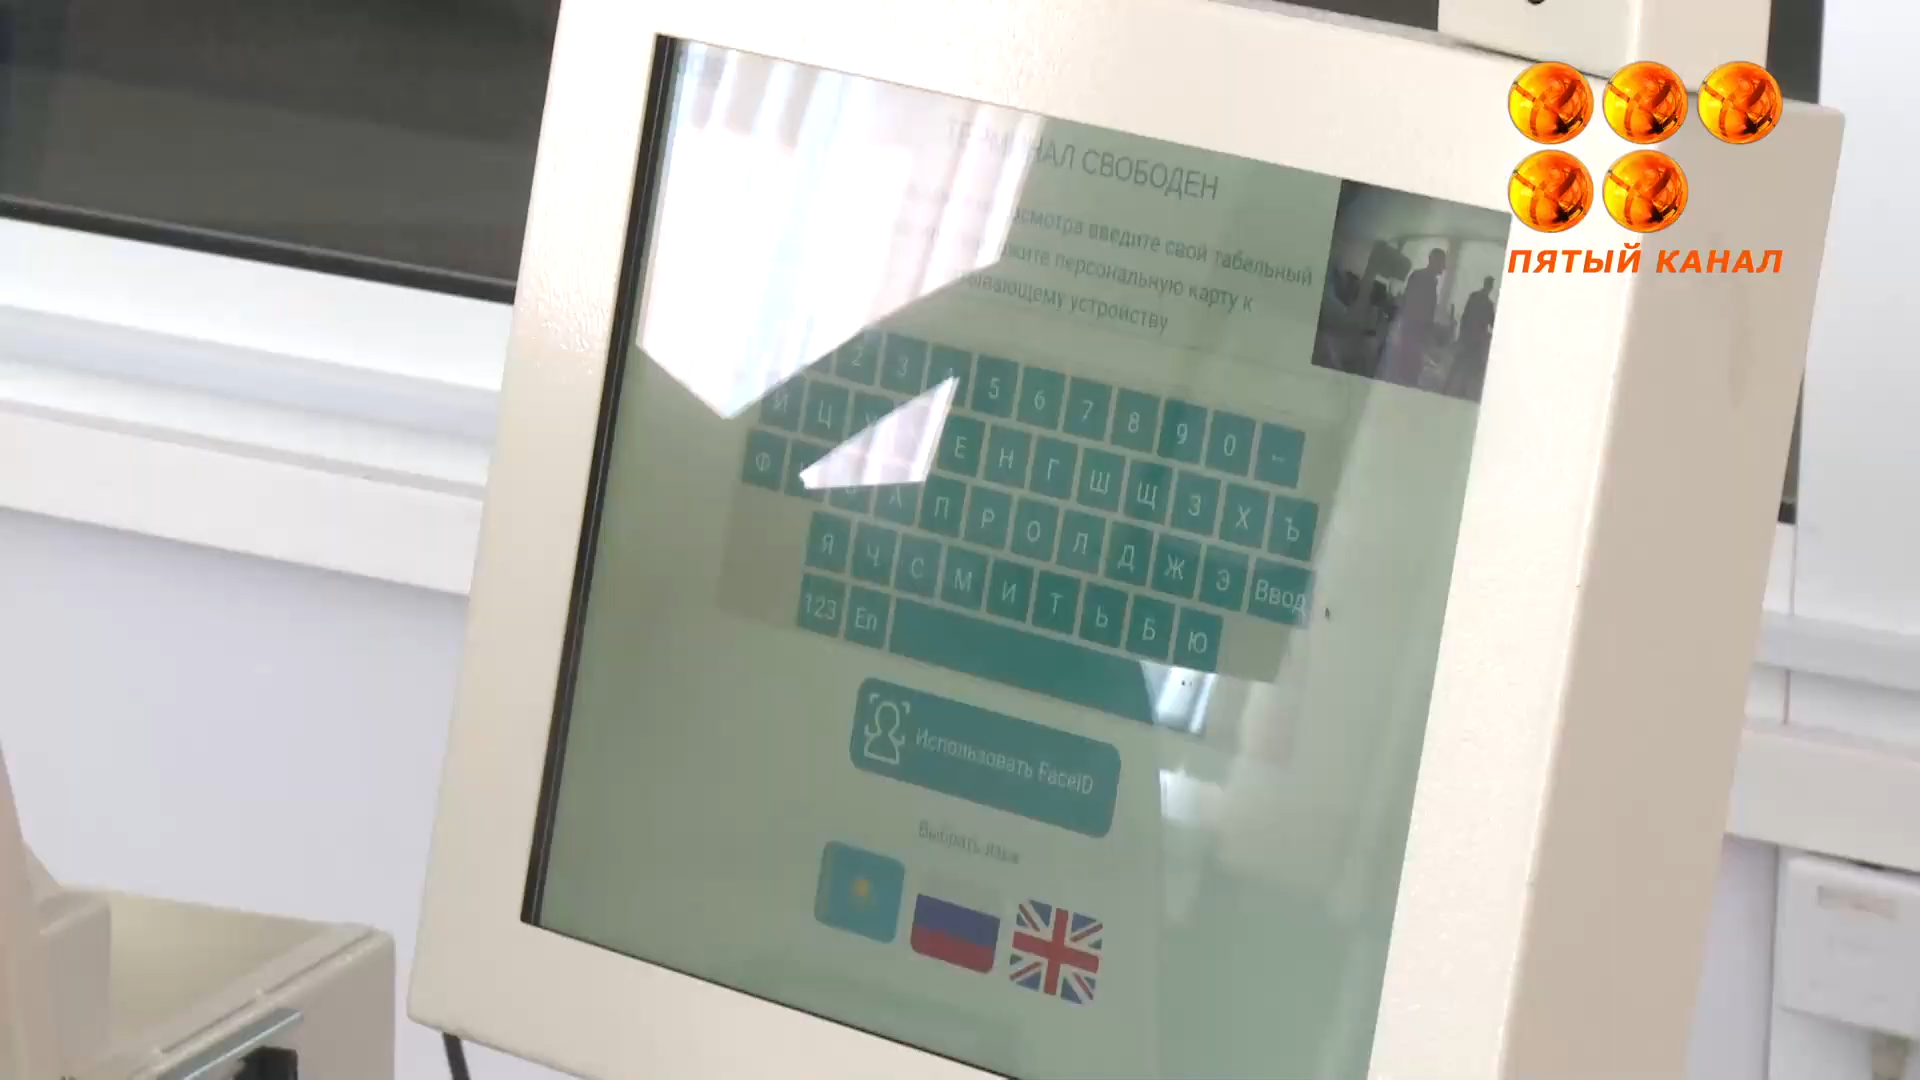 СВОБОДЕН
введите свой табельный
персональную карту к
устройству
2 3 4 5 6 7 8 9 0 ←
Й Ц У Е Н Г Ш Щ З Х Ъ
Ф А П Р О Л Д Ж Э Ввод
Я Ч С М И Т Ь Б Ю
123 En
Использовать FaceID
Выбрать язык
ПЯТЫЙ КАНАЛ